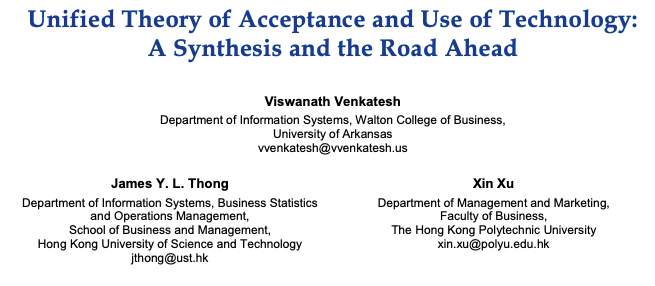 Unified Theory of Acceptance and Use of Technology:
A Synthesis and the Road Ahead
Viswanath Venkatesh
Department of Information Systems, Walton College of Business,
University of Arkansas
vvenkatesh@vvenkatesh.us
James Y. L. Thong
Department of Information Systems, Business Statistics
and Operations Management,
School of Business and Management,
Hong Kong University of Science and Technology
jthong@ust.hk
Xin Xu
Department of Management and Marketing,
Faculty of Business,
The Hong Kong Polytechnic University
xin.xu@polyu.edu.hk